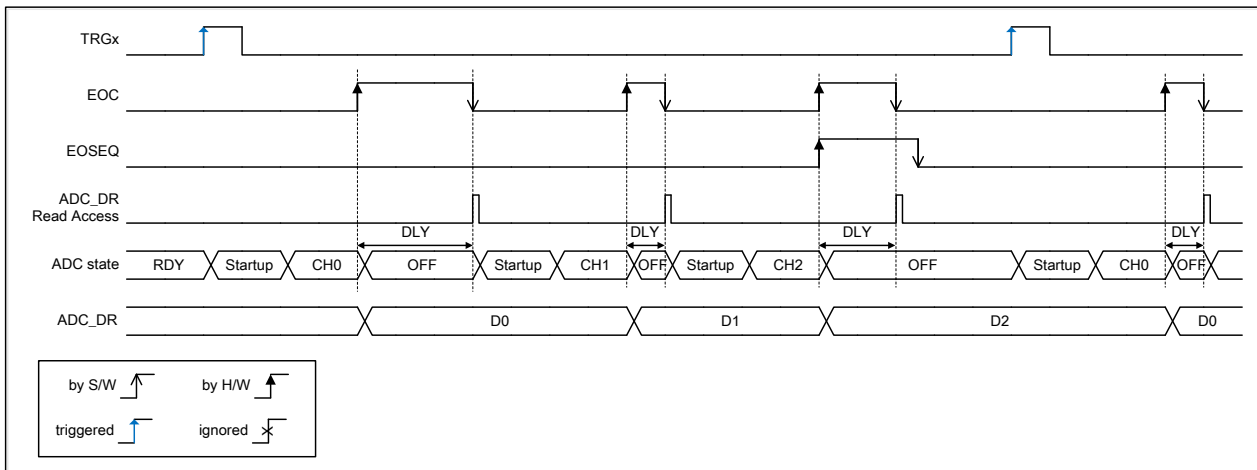 TRGx
EOC
EOSEQ
ADC_DR
Read Access
DLY DLY DLY DLY
ADC state RDY Startup CH0 OFF Startup CH1 OFF Startup CH2 OFF Startup CH0 OFF
ADC_DR D0 D1 D2 D0
by S/W by H/W
triggered ignored